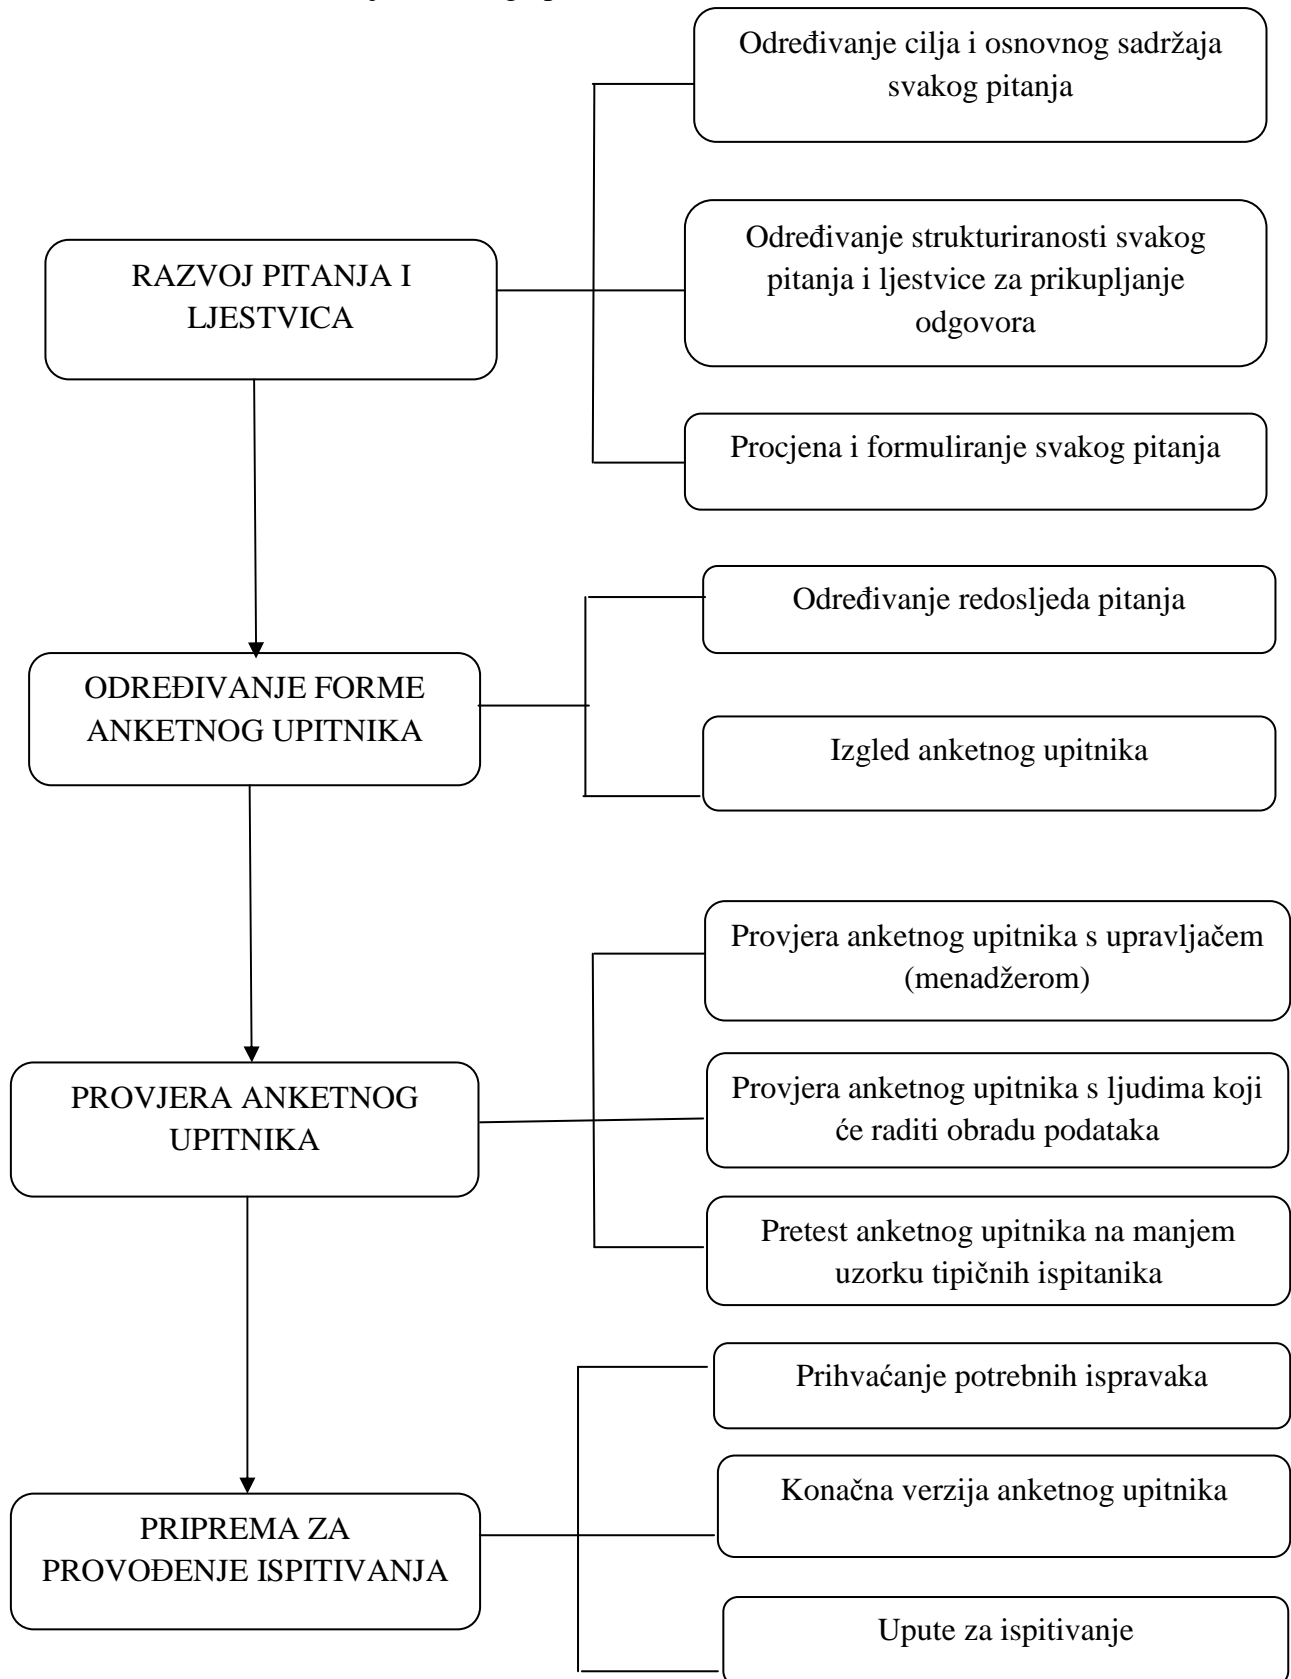 Određivanje cilja i osnovnog sadržaja
svakog pitanja
RAZVOJ PITANJA I
LJESTVICA
Određivanje strukturiranosti svakog
pitanja i ljestvice za prikupljanje
odgovora
Procjena i formuliranje svakog pitanja
ODREĐIVANJE FORME
ANKETNOG UPITNIKA
Određivanje redosljeda pitanja
Izgled anketnog upitnika
PROVJERA ANKETNOG
UPITNIKA
Provjera anketnog upitnika s upravljačem
(menadžerom)
Provjera anketnog upitnika s ljudima koji
će raditi obradu podataka
Pretest anketnog upitnika na manjem
uzorku tipičnih ispitanika
PRIPREMA ZA
PROVOĐENJE ISPITIVANJA
Prihvaćanje potrebnih ispravaka
Konačna verzija anketnog upitnika
Upute za ispitivanje